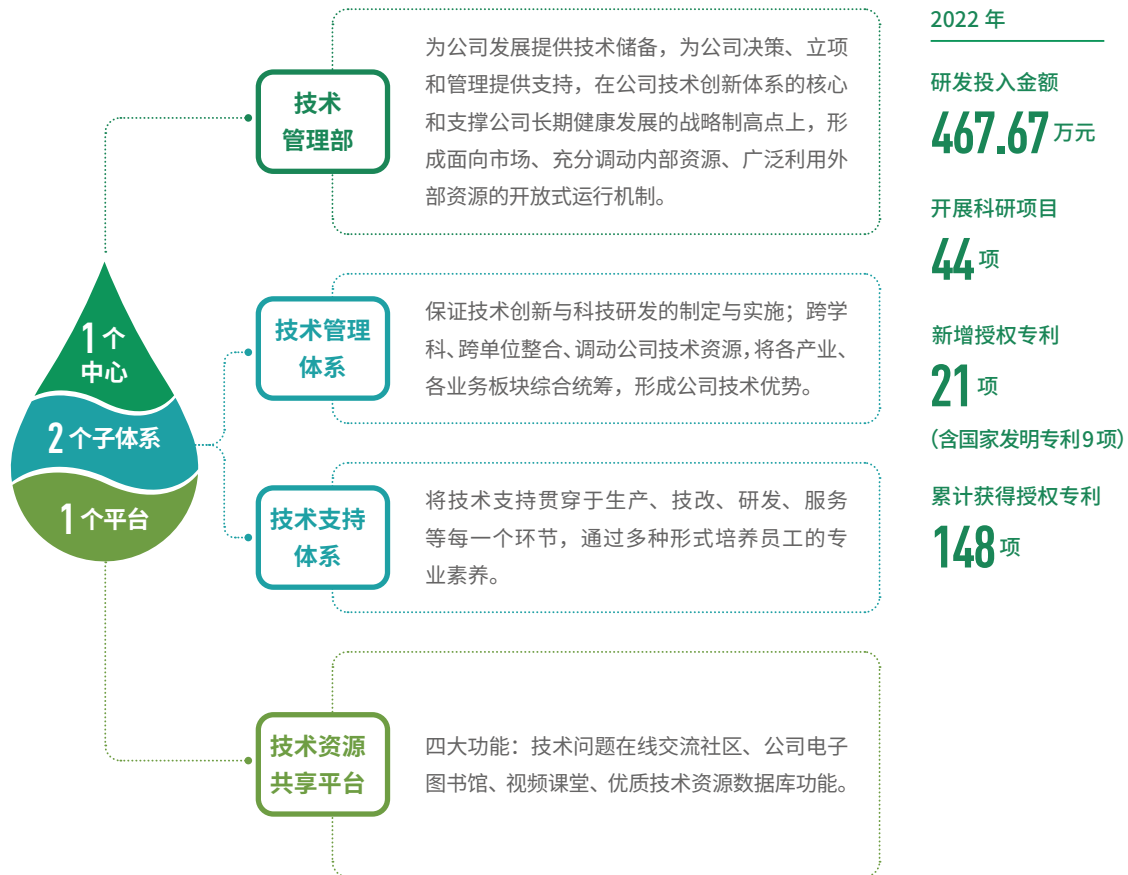 1个
中心
2个子体系
1个平台
技术
管理部
为公司发展提供技术储备，为公司决策、立项
和管理提供支持，在公司技术创新体系的核心
和支撑公司长期健康发展的战略制高点上，形
成面向市场、充分调动内部资源、广泛利用外
部资源的开放式运行机制。
技术管理
体系
保证技术创新与科技研发的制定与实施；跨学
科、跨单位整合、调动公司技术资源，将各产业、
各业务板块综合统筹，形成公司技术优势。
技术支持
体系
将技术支持贯穿于生产、技改、研发、服务
等每一个环节，通过多种形式培养员工的专
业素养。
技术资源
共享平台
四大功能：技术问题在线交流社区、公司电子
图书馆、视频课堂、优质技术资源数据库功能。
2022 年
研发投入金额
467.67万元
开展科研项目
44项
新增授权专利
21项
（含国家发明专利9项）
累计获得授权专利
148项